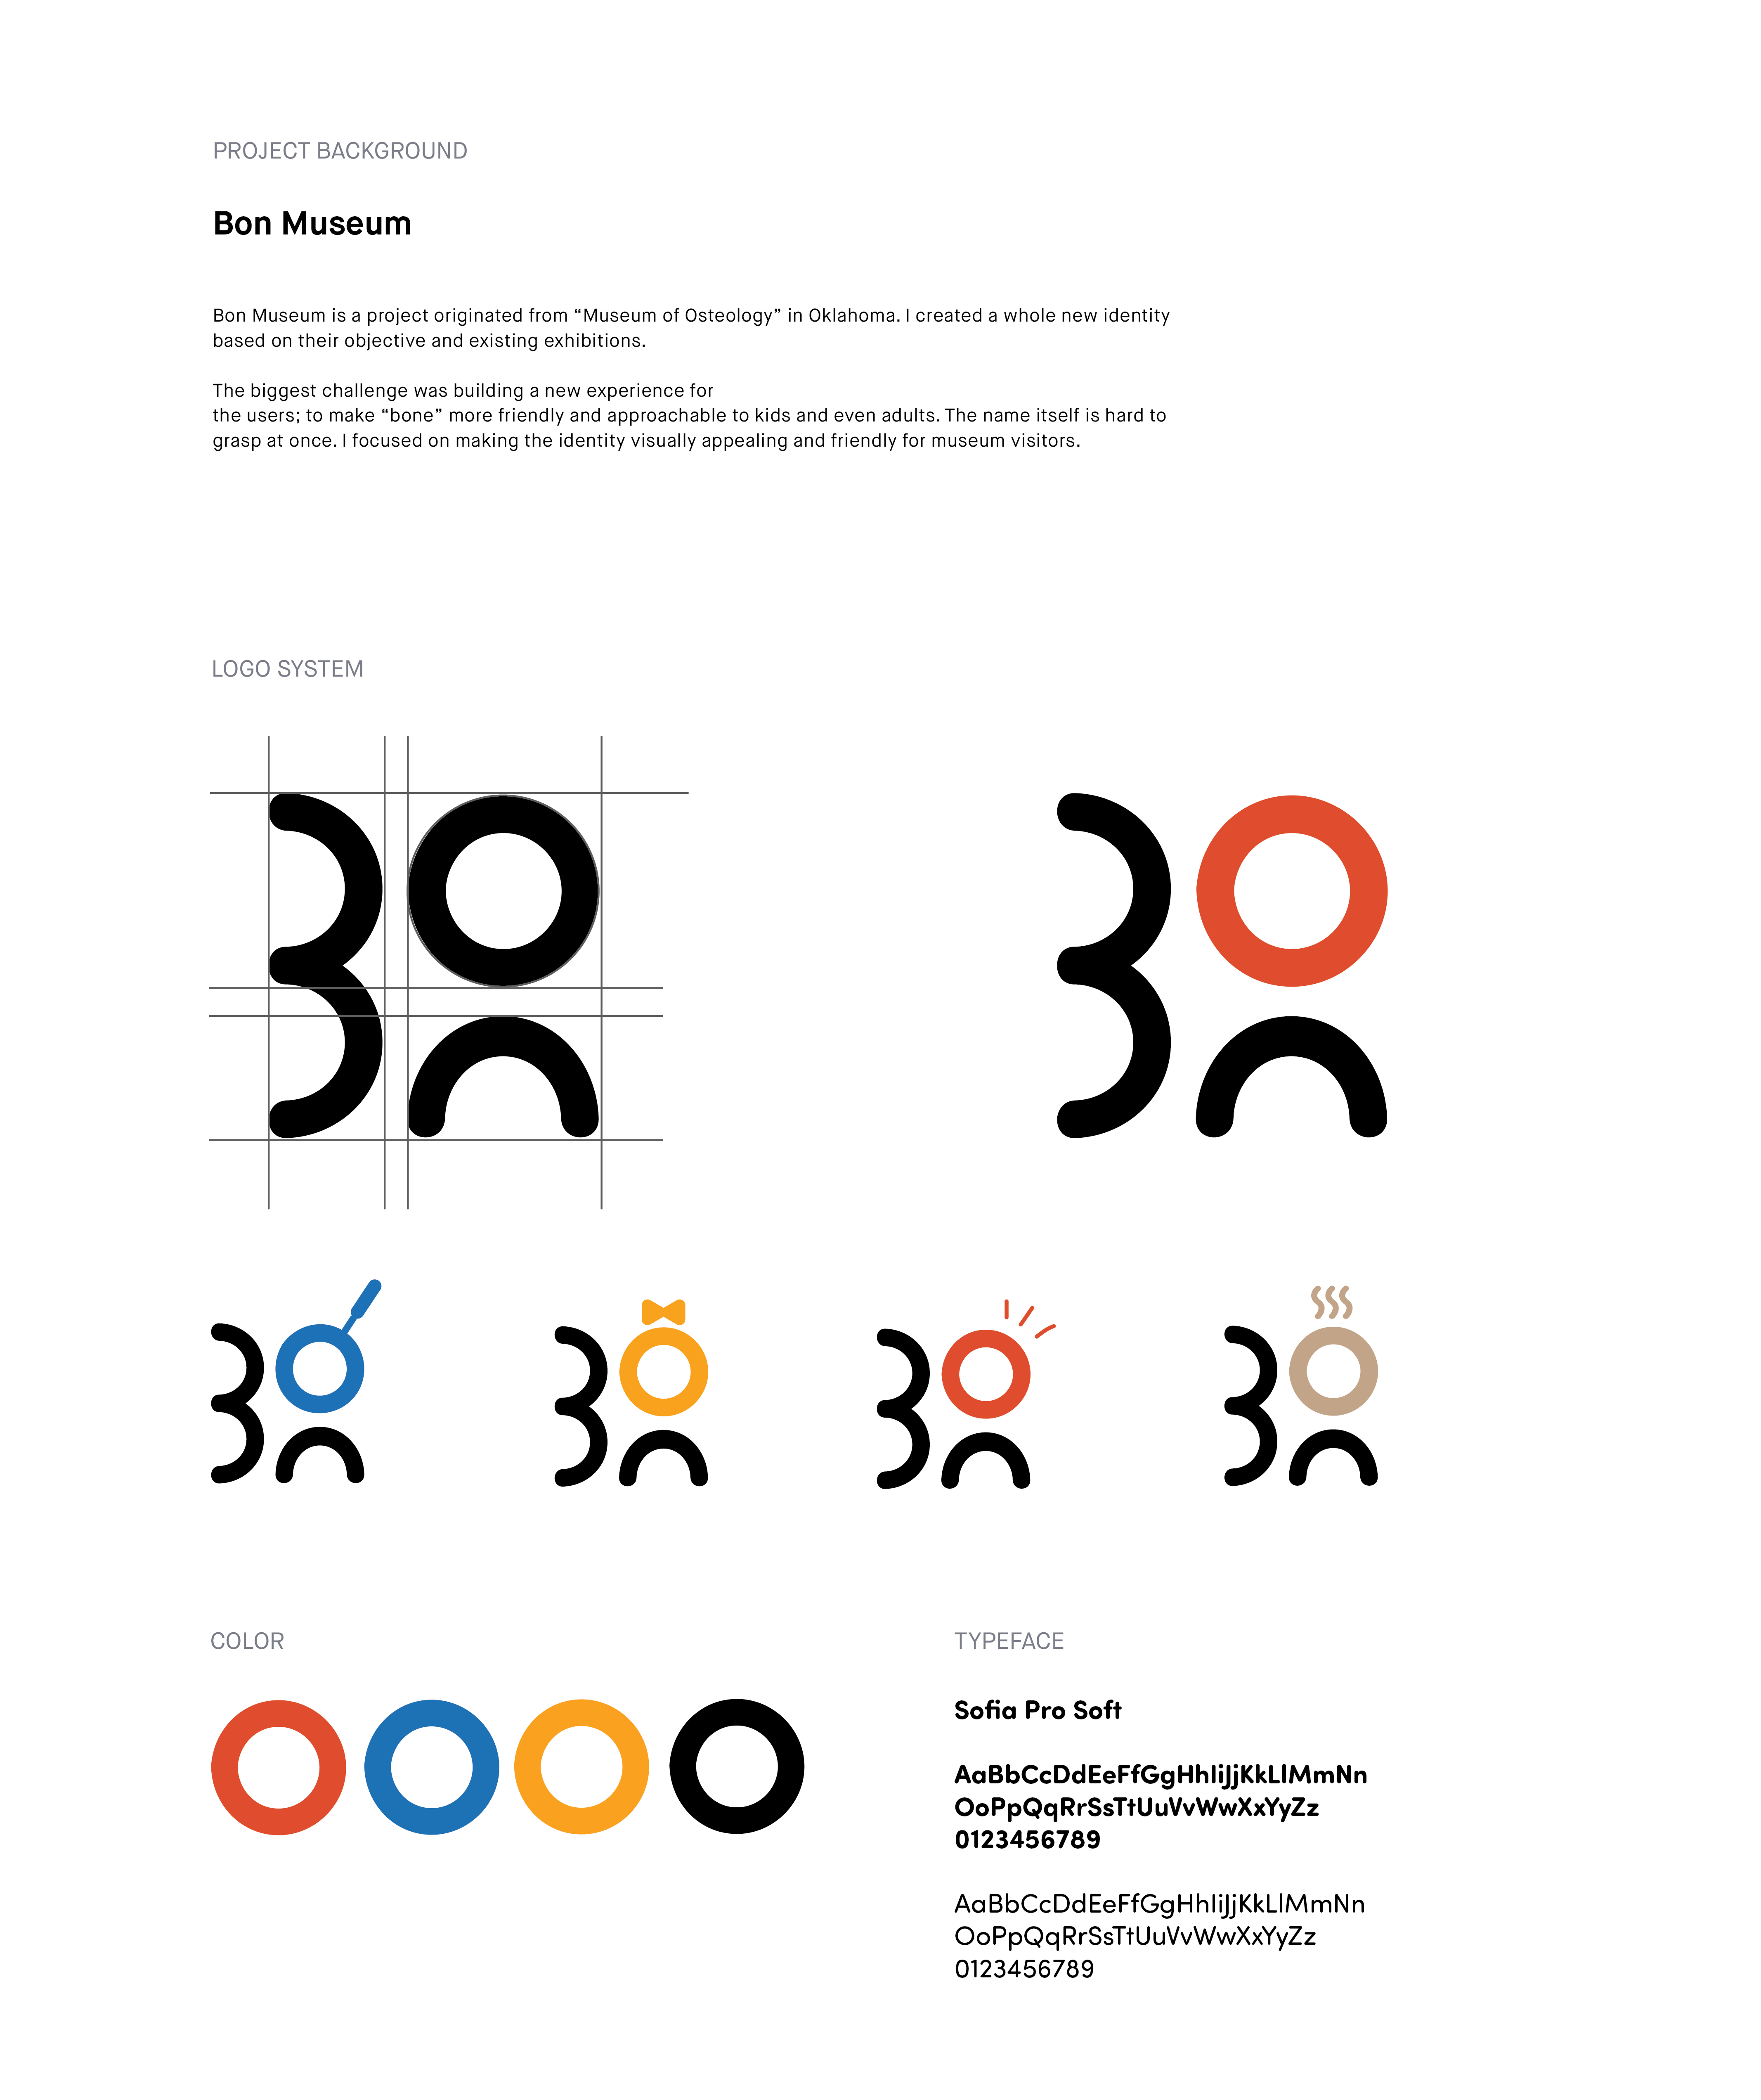 PROJECT BACKGROUND
Bon Museum
Bon Museum is a project originated from “Museum of Osteology” in Oklahoma. I created a whole new identity
based on their objective and existing exhibitions.
The biggest challenge was building a new experience for
the users; to make “bone” more friendly and approachable to kids and even adults. The name itself is hard to
grasp at once. I focused on making the identity visually appealing and friendly for museum visitors.
LOGO SYSTEM
COLOR
TYPEFACE
Sofia Pro Soft
AaBbCcDdEeFfGgHhIiJjKkLlMmNn
OoPpQqRrSsTtUuVvWwXxYyZz
0123456789
AaBbCcDdEeFfGgHhIiJjKkLlMmNn
OoPpQqRrSsTtUuVvWwXxYyZz
0123456789